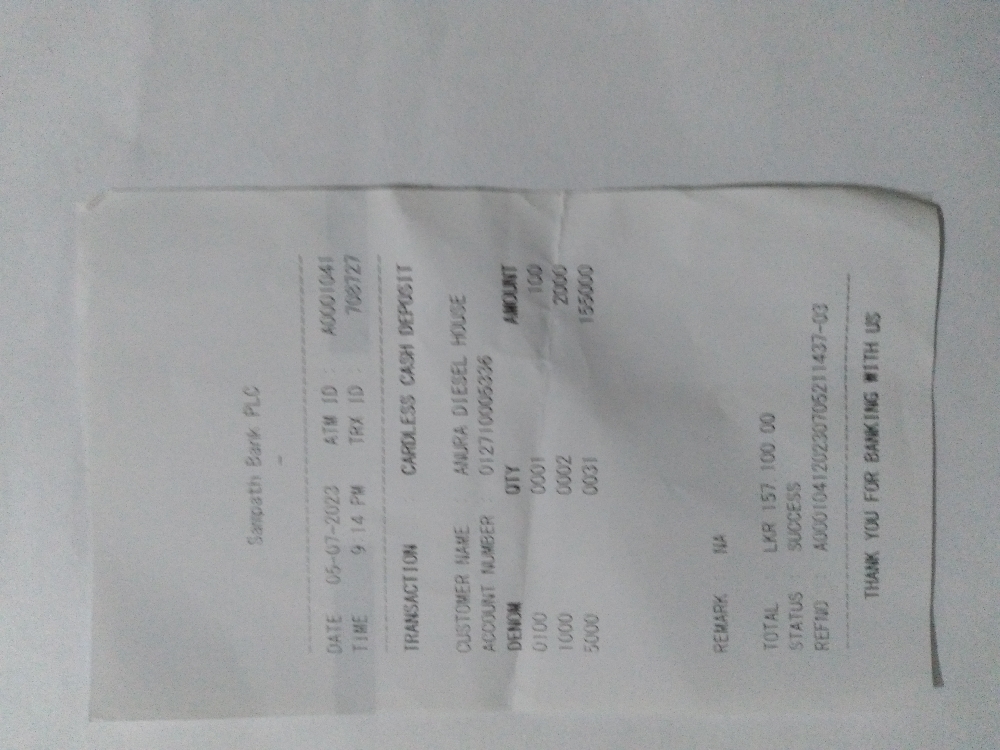 Sampath Bank PLC
-
DATE 05-07-2023 ATM ID : A0001041
TIME 9:14 PM TRX ID : 708727
TRANSACTION CARDLESS CASH DEPOSIT
CUSTOMER NAME : ANURA DIESEL HOUSE
ACCOUNT NUMBER : 012710005336
DENOM QTY AMOUNT
0100 0001 100
1000 0002 2000
5000 0031 155000
REMARK NA
TOTAL LKR 157,100.00
STATUS SUCCESS
REFNO : A000104120230705211437-03
THANK YOU FOR BANKING WITH US